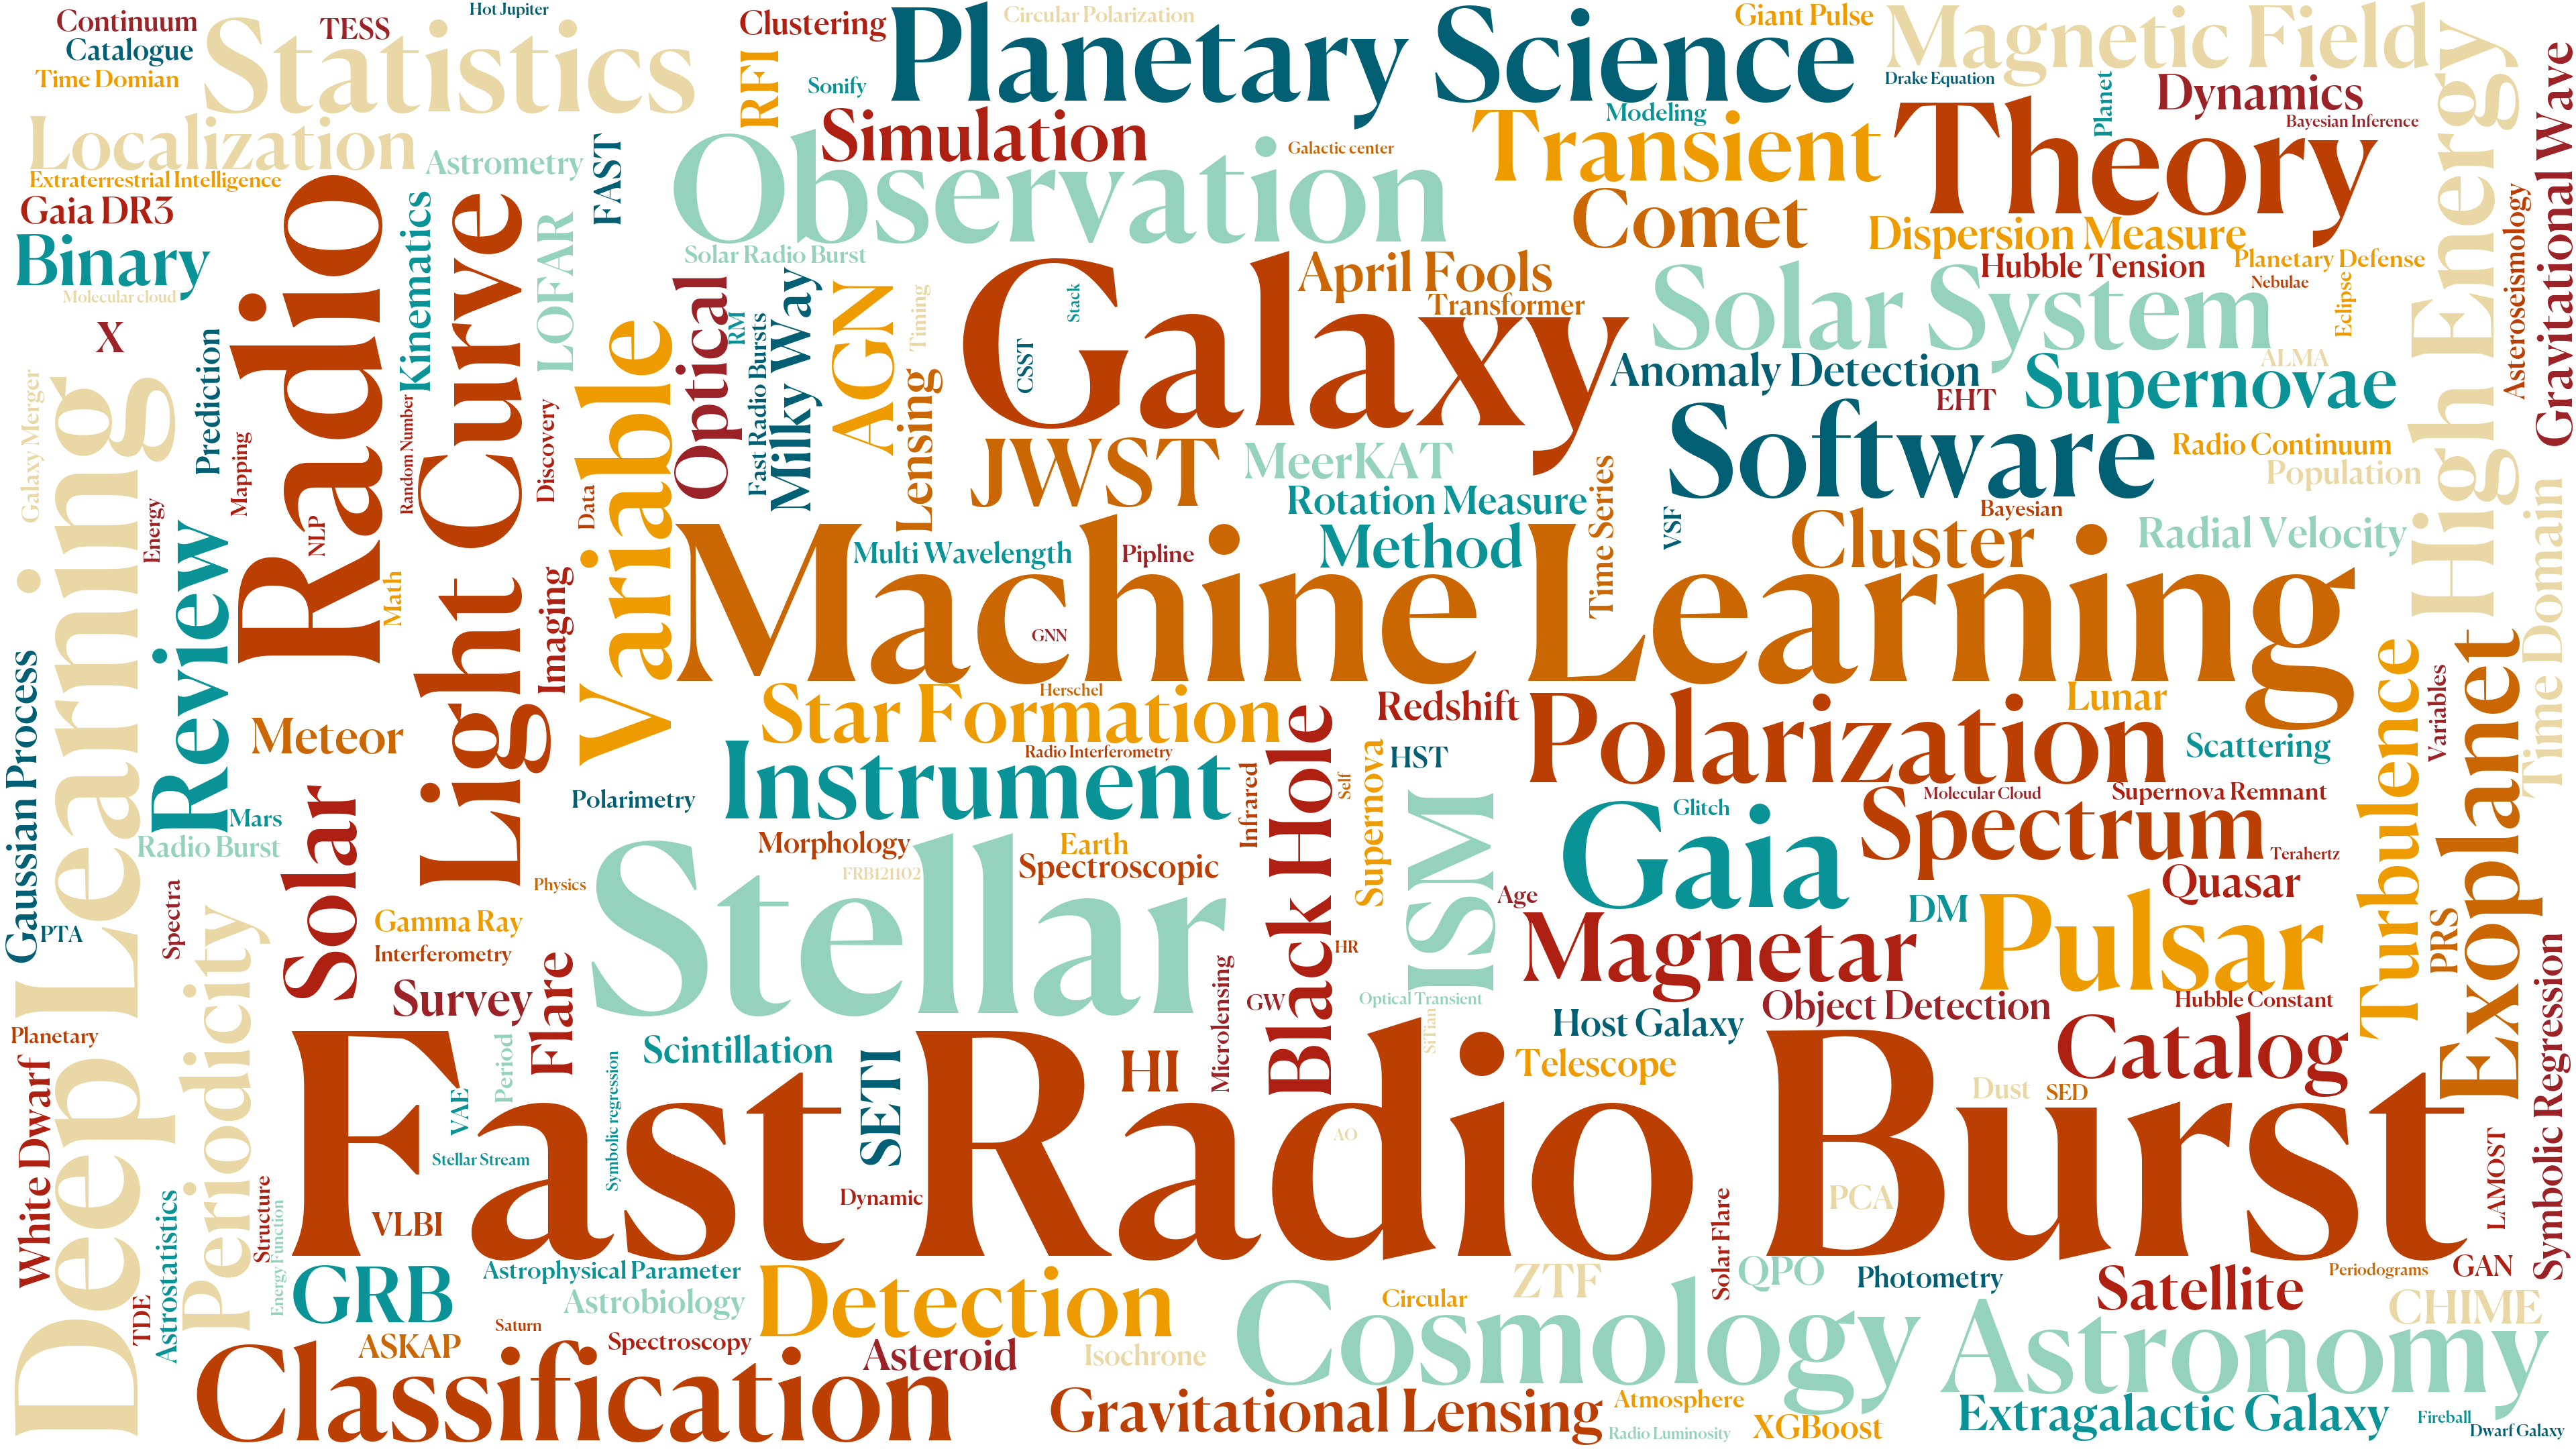 Continuum
TESS
Hot Jupiter
Clustering
Planetary Science
Circular Polarization
Giant Pulse
Magnetic Field
Catalogue
Statistics
Time Domian
RFI
Sonify
Drake Equation
Planet
Dynamics
Modeling
Bayesian Inference
Localization
Simulation
Transient
Theory
High Energy
Gravitational Wave
Astrometry
FAST
Observation
Galactic center
Extraterrestrial Intelligence
Gaia DR3
Comet
Dispersion Measure
Asteroseismology
Binary
Radio
Kinematics
Light Curve
LOFAR
Solar Radio Burst
April Fools
Hubble Tension
Planetary Defense
Nebulae
Eclipse
Molecular cloud
X
Prediction
Variable
Optical
RM
Fast Radio Bursts
Milky Way
AGN
Timing
Lensing
Galaxy
Stack
CSST
Transformer
Solar System
ALMA
Anomaly Detection
EHT
Supernovae
Galaxy Merger
Deep Learning
Mapping
Random Number
Discovery
Data
JWST
MeerKAT
Software
Radio Continuum
Population
Energy
Review
NLP
Rotation Measure
Time Series
VSF
Bayesian
Multi Wavelength
Pipline
Method
Cluster
Radial Velocity
Time Domain
Math
Imaging
Machine Learning
GNN
Gaussian Process
Meteor
Star Formation
Herschel
Redshift
Polarization
Lunar
Turbulence
Variables
Exoplanet
Radio Interferometry
Instrument
Infrared
Black Hole
Self
Supernova
HST
Scattering
Solar
Mars
Polarimetry
ISM
Glitch
Gaia
Molecular Cloud
Supernova Remnant
Spectrum
Terahertz
Radio Burst
Morphology
Earth
FRB121102
Spectroscopic
Stellar
Physics
Age
Quasar
Spectra
Periodicity
Gamma Ray
PTA
Interferometry
HR
Magnetar
DM
Pulsar
PRS
Symbolic Regression
Survey
Flare
Microlensing
GW
Optical Transient
SiTian
Object Detection
Hubble Constant
Planetary
White Dwarf
Period
Scintillation
SETI
HI
Host Galaxy
Telescope
Catalog
Fast Radio Burst
VAE
Symbolic regression
Stellar Stream
AO
Dust
SED
LAMOST
Dynamic
PCA
Structure
Energy Function
VLBI
Astrostatistics
TDE
Solar Flare
GRB
Astrophysical Parameter
Astrobiology
Detection
Cosmology
Circular
ZTF
QPO
Photometry
Satellite
Periodograms
GAN
CHIME
ASKAP
Saturn
Spectroscopy
Asteroid
Isochrone
Astronomy
Classification
Gravitational Lensing
Atmosphere
Radio Luminosity
XGBoost
Extragalactic Galaxy
Fireball
Dwarf Galaxy